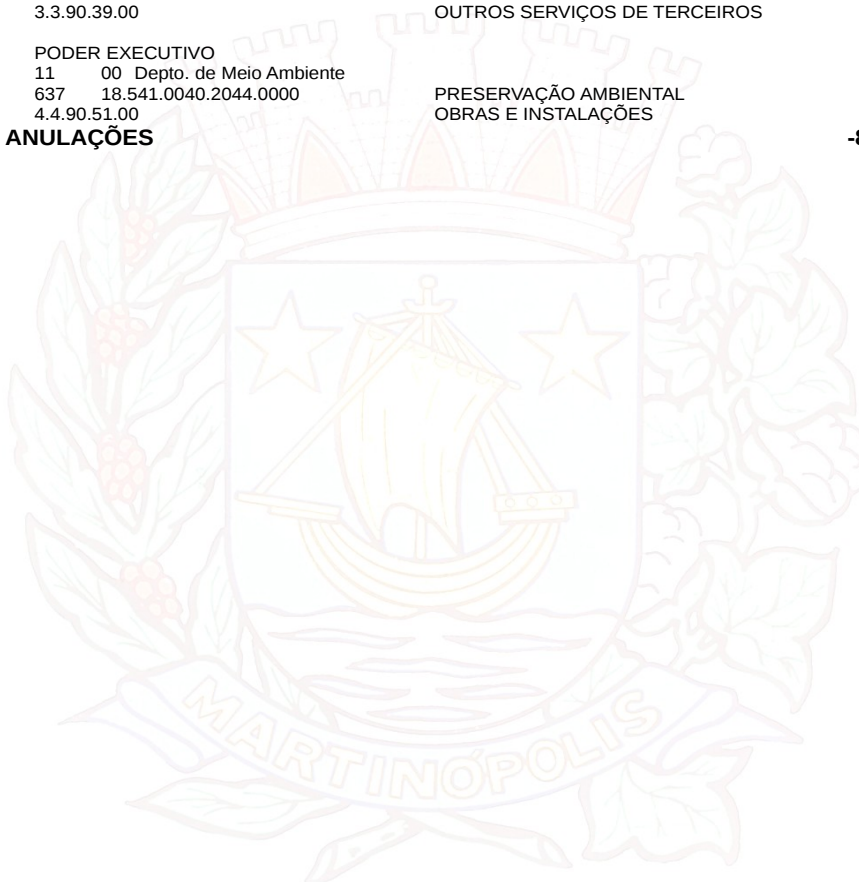 3.3.90.39.00 OUTROS SERVIÇOS DE TERCEIROS
PODER EXECUTIVO
11 00 Depto. de Meio Ambiente
637 18.541.0040.2044.0000 PRESERVAÇÃO AMBIENTAL
4.4.90.51.00 OBRAS E INSTALAÇÕES
ANULAÇÕES
MARTINÓPOLIS